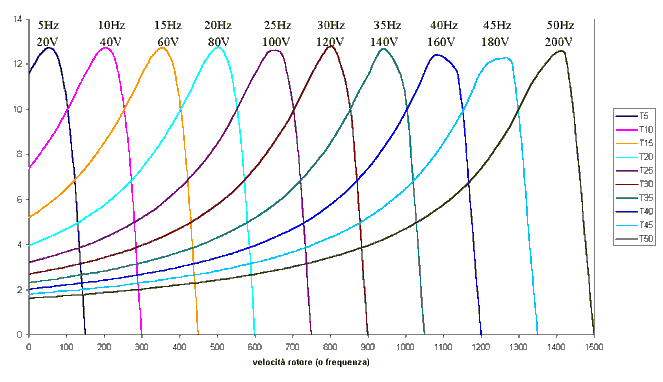 5Hz 10Hz 15Hz 20Hz 25Hz 30Hz 35Hz 40Hz 45Hz 50Hz
20V 40V 60V 80V 100V 120V 140V 160V 180V 200V
14
12
10
8
6
4
2
0
0 100 200 300 400 500 600 700 800 900 1000 1100 1200 1300 1400 1500
velocità rotore (o frequenza)
T5
T10
T15
T20
T25
T30
T35
T40
T45
T50